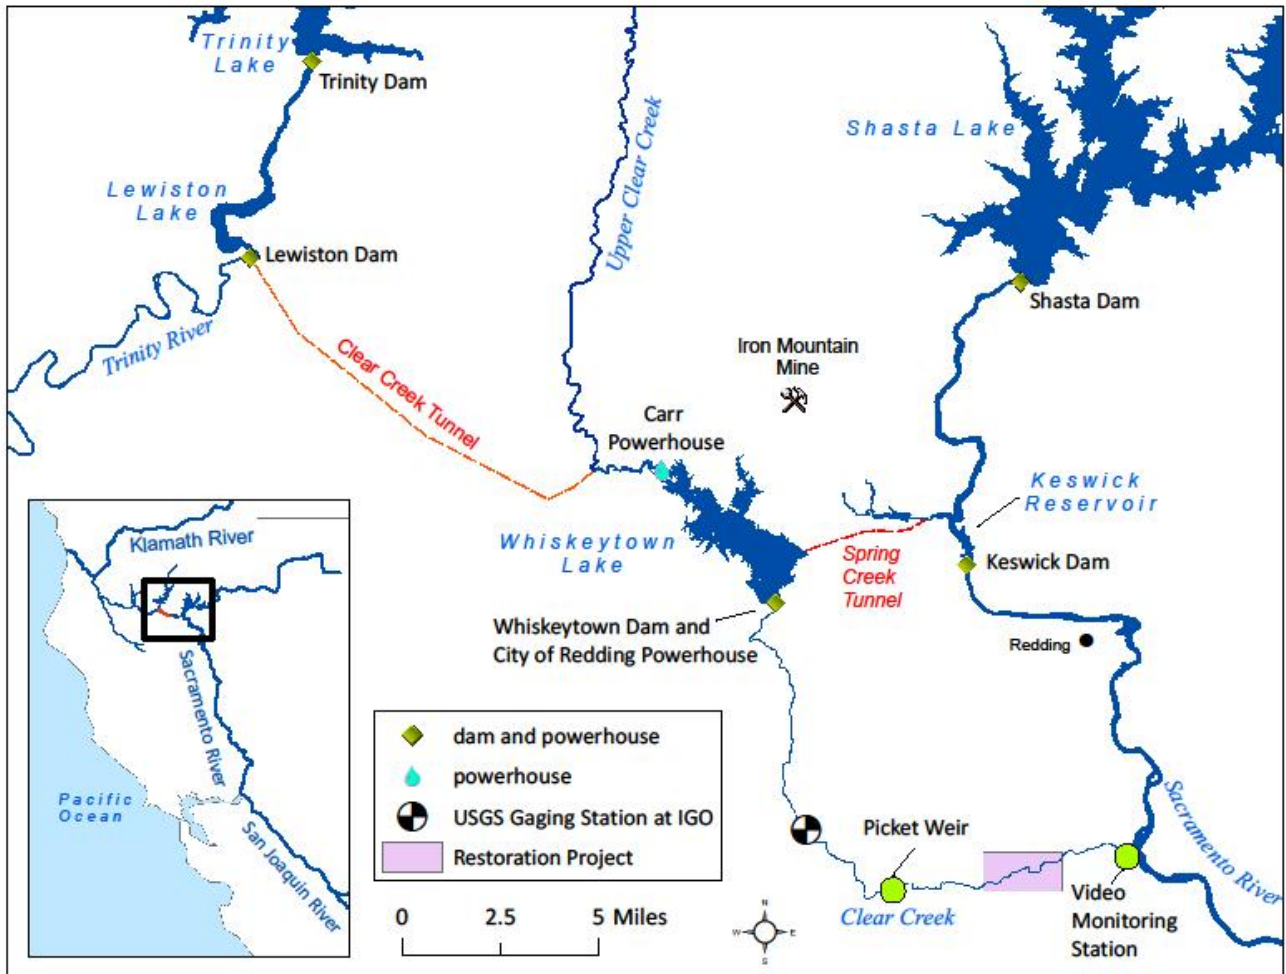 Trinity
Lake
Trinity Dam
Lewiston
Lake
Lewiston Dam
Trinity River
Clear Creek Tunnel
Upper Clear Creek
Shasta Lake
Shasta Dam
Iron Mountain
Mine
Carr
Powerhouse
Keswick
Reservoir
Whiskeytown
Lake
Spring
Creek
Tunnel
Keswick Dam
Whiskeytown Dam and
City of Redding Powerhouse
Redding
Sacramento River
Picket Weir
Clear Creek
Video
Monitoring
Station
Klamath River
Sacramento River
San Joaquin River
Pacific
Ocean
dam and powerhouse
powerhouse
USGS Gaging Station at IGO
Restoration Project
0 2.5 5 Miles
N
W E
S